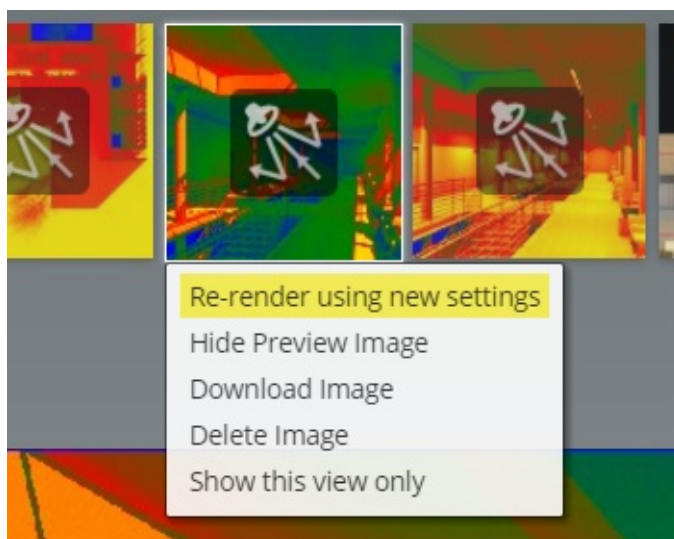 Re-render using new settings
Hide Preview Image
Download Image
Delete Image
Show this view only